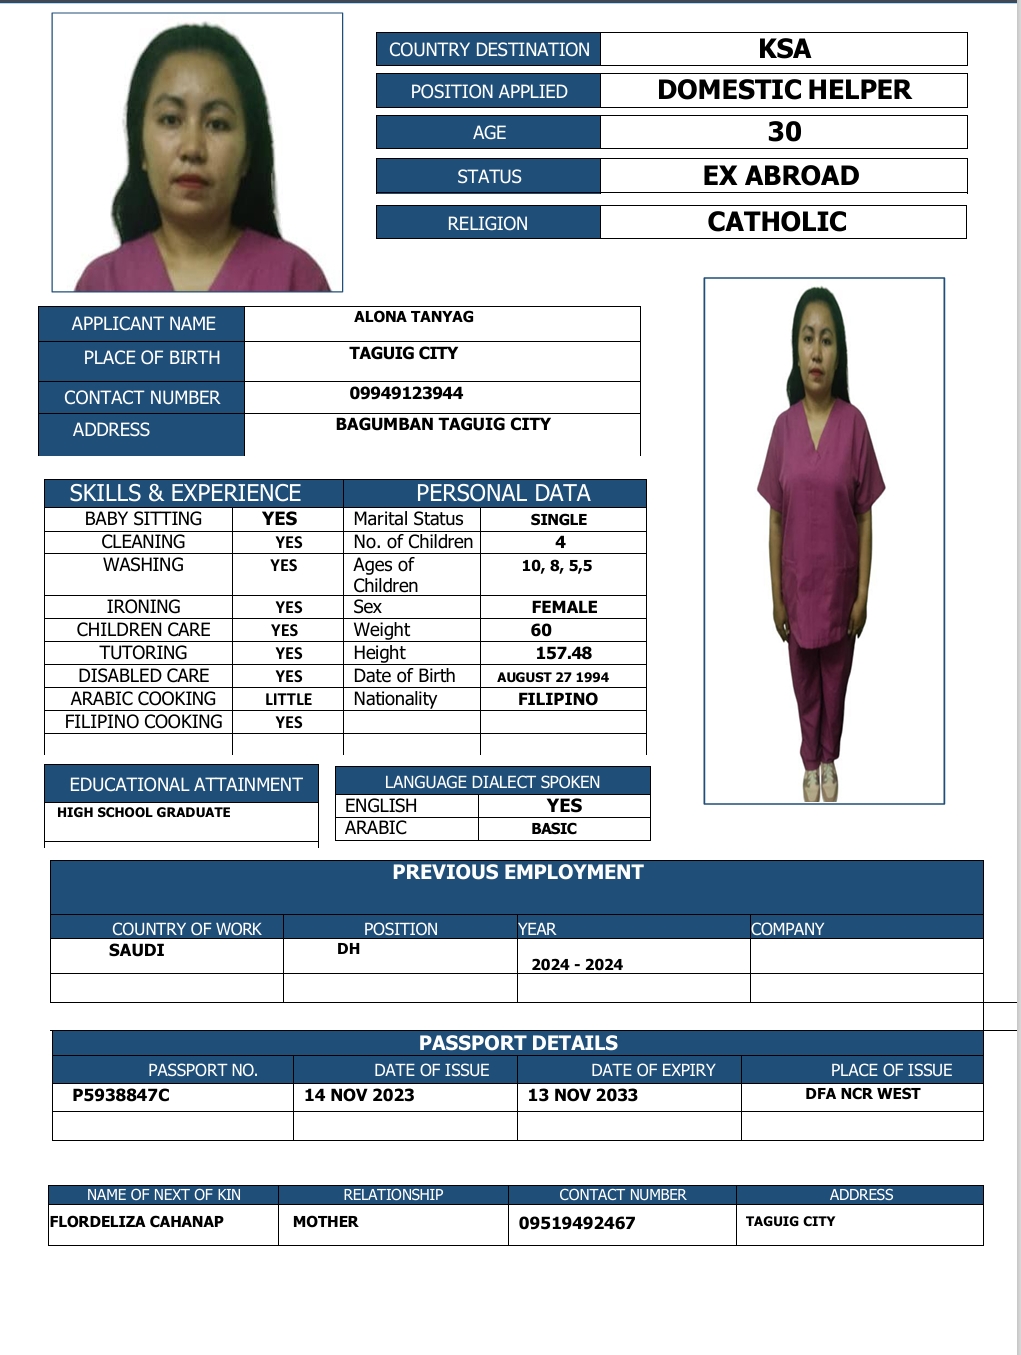 COUNTRY DESTINATION KSA
POSITION APPLIED DOMESTIC HELPER
AGE 30
STATUS EX ABROAD
RELIGION CATHOLIC
APPLICANT NAME ALONA TANYAG
PLACE OF BIRTH TAGUIG CITY
CONTACT NUMBER 09949123944
ADDRESS BAGUMBAN TAGUIG CITY
SKILLS & EXPERIENCE PERSONAL DATA
BABY SITTING YES Marital Status SINGLE
CLEANING YES No. of Children 4
WASHING YES Ages of Children 10, 8, 5,5
IRONING YES Sex FEMALE
CHILDREN CARE YES Weight 60
TUTORING YES Height 157.48
DISABLED CARE YES Date of Birth AUGUST 27 1994
ARABIC COOKING LITTLE Nationality FILIPINO
FILIPINO COOKING YES
EDUCATIONAL ATTAINMENT
HIGH SCHOOL GRADUATE
LANGUAGE DIALECT SPOKEN
ENGLISH YES
ARABIC BASIC
PREVIOUS EMPLOYMENT
COUNTRY OF WORK POSITION YEAR COMPANY
SAUDI DH 2024 - 2024
PASSPORT DETAILS
PASSPORT NO. DATE OF ISSUE DATE OF EXPIRY PLACE OF ISSUE
P5938847C 14 NOV 2023 13 NOV 2033 DFA NCR WEST
NAME OF NEXT OF KIN RELATIONSHIP CONTACT NUMBER ADDRESS
FLORDELIZA CAHANAP MOTHER 09519492467 TAGUIG CITY